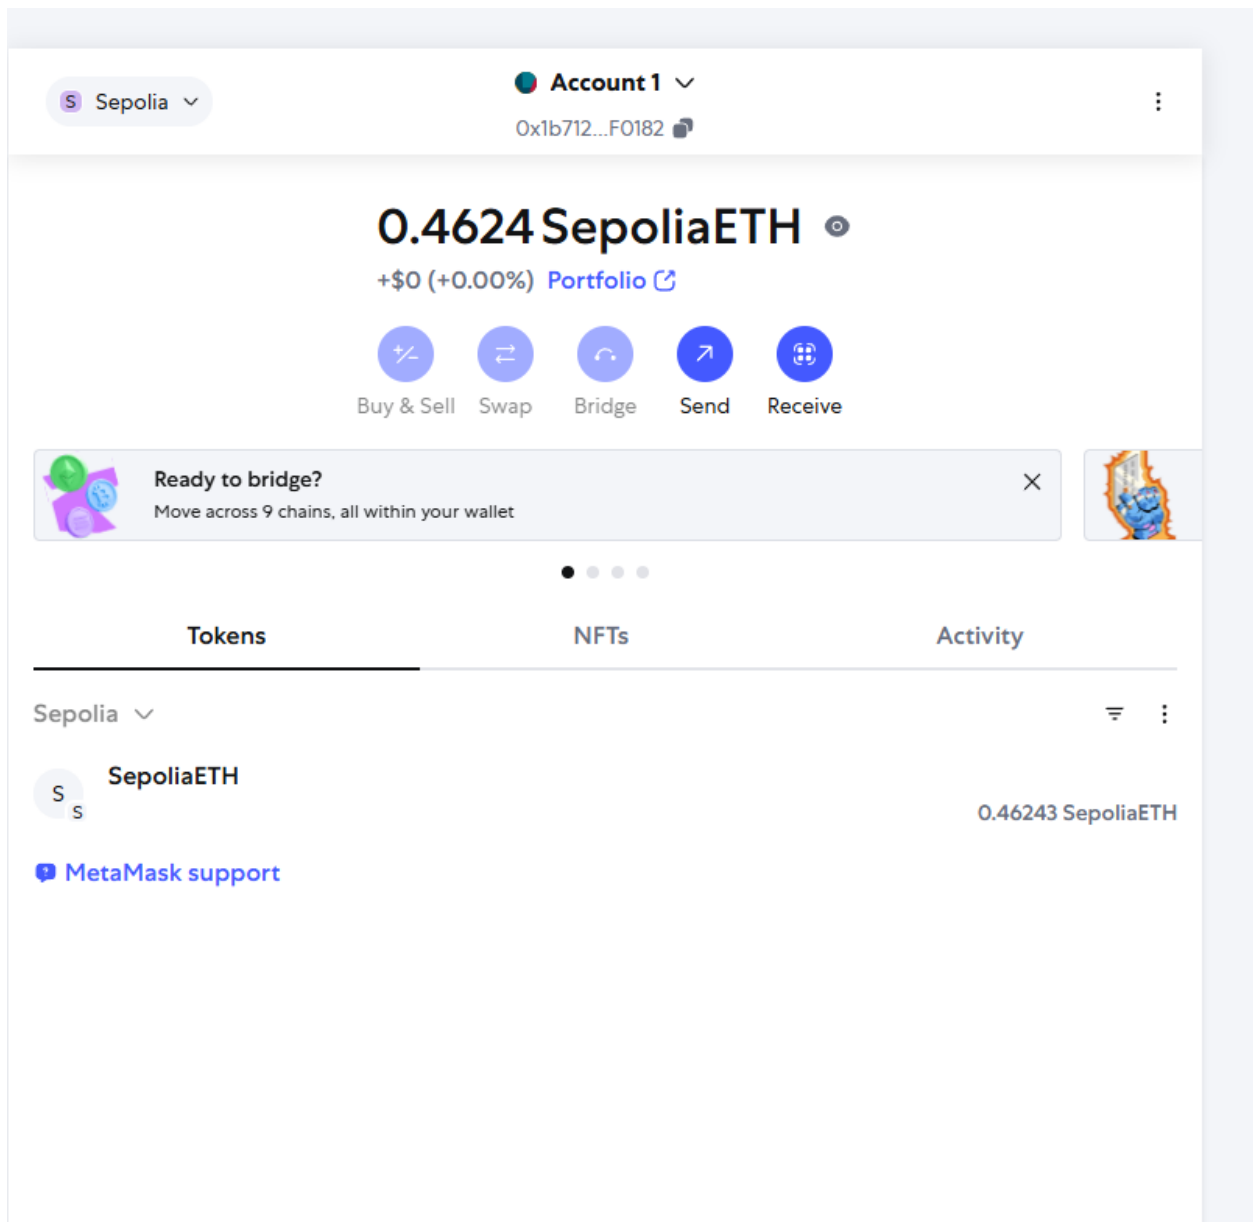 S Sepolia
Account 1
0x1b712...F0182
0.4624 SepoliaETH
+$0 (+0.00%) Portfolio
Buy & Sell
Swap
Bridge
Send
Receive
Ready to bridge?
Move across 9 chains, all within your wallet
Tokens
NFTs
Activity
Sepolia
S
S
SepoliaETH
0.46243 SepoliaETH
MetaMask support